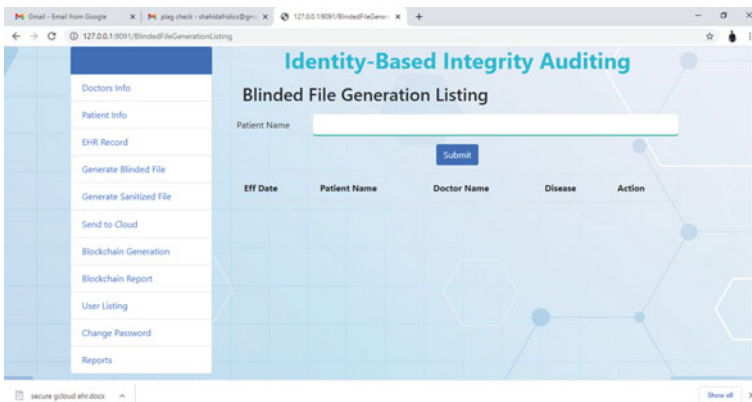 Gmail - Email from Google
plag check - shahidafridics@gm
127.0.0.1:9091/BlindedFileGener
127.0.0.1:9091/BlindedFileGenerationListing
Identity-Based Integrity Auditing
Blinded File Generation Listing
Doctors Info
Patient Info
EHR Record
Generate Blinded File
Generate Sanitized File
Send to Cloud
Blockchain Generation
Blockchain Report
User Listing
Change Password
Reports
Patient Name
Submit
Eff Date Patient Name Doctor Name Disease Action
secure gcloud ehr.docx
Show all